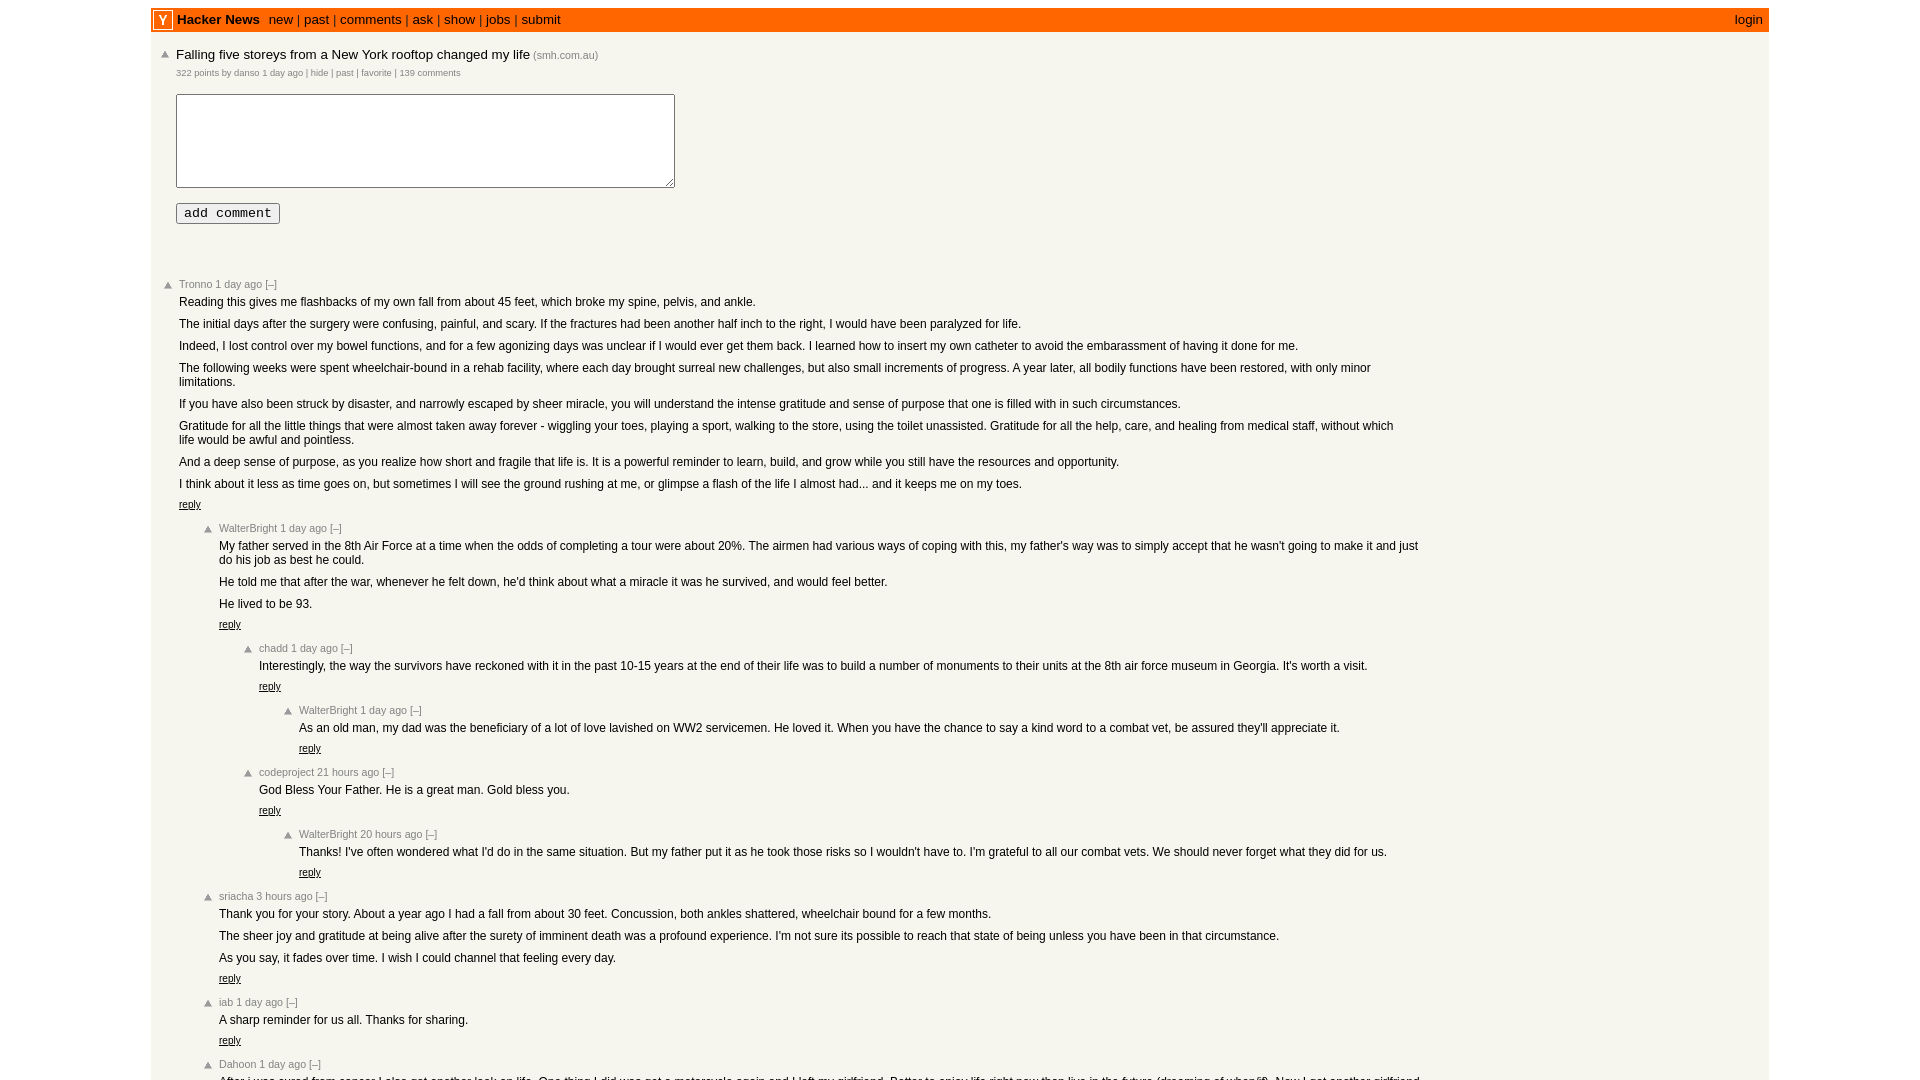 Y Hacker News new | past | comments | ask | show | jobs | submit login
Falling five storeys from a New York rooftop changed my life (smh.com.au)
322 points by danso 1 day ago | hide | past | favorite | 139 comments
add comment
Tronno 1 day ago [–]
Reading this gives me flashbacks of my own fall from about 45 feet, which broke my spine, pelvis, and ankle.
The initial days after the surgery were confusing, painful, and scary. If the fractures had been another half inch to the right, I would have been paralyzed for life.
Indeed, I lost control over my bowel functions, and for a few agonizing days was unclear if I would ever get them back. I learned how to insert my own catheter to avoid the embarassment of having it done for me.
The following weeks were spent wheelchair-bound in a rehab facility, where each day brought surreal new challenges, but also small increments of progress. A year later, all bodily functions have been restored, with only minor
limitations.
If you have also been struck by disaster, and narrowly escaped by sheer miracle, you will understand the intense gratitude and sense of purpose that one is filled with in such circumstances.
Gratitude for all the little things that were almost taken away forever - wiggling your toes, playing a sport, walking to the store, using the toilet unassisted. Gratitude for all the help, care, and healing from medical staff, without which
life would be awful and pointless.
And a deep sense of purpose, as you realize how short and fragile that life is. It is a powerful reminder to learn, build, and grow while you still have the resources and opportunity.
I think about it less as time goes on, but sometimes I will see the ground rushing at me, or glimpse a flash of the life I almost had... and it keeps me on my toes.
reply
WalterBright 1 day ago [–]
My father served in the 8th Air Force at a time when the odds of completing a tour were about 20%. The airmen had various ways of coping with this, my father's way was to simply accept that he wasn't going to make it and just
do his job as best he could.
He told me that after the war, whenever he felt down, he'd think about what a miracle it was he survived, and would feel better.
He lived to be 93.
reply
chadd 1 day ago [–]
Interestingly, the way the survivors have reckoned with it in the past 10-15 years at the end of their life was to build a number of monuments to their units at the 8th air force museum in Georgia. It's worth a visit.
reply
WalterBright 1 day ago [–]
As an old man, my dad was the beneficiary of a lot of love lavished on WW2 servicemen. He loved it. When you have the chance to say a kind word to a combat vet, be assured they'll appreciate it.
reply
codeproject 21 hours ago [–]
God Bless Your Father. He is a great man. Gold bless you.
reply
WalterBright 20 hours ago [–]
Thanks! I've often wondered what I'd do in the same situation. But my father put it as he took those risks so I wouldn't have to. I'm grateful to all our combat vets. We should never forget what they did for us.
reply
sriacha 3 hours ago [–]
Thank you for your story. About a year ago I had a fall from about 30 feet. Concussion, both ankles shattered, wheelchair bound for a few months.
The sheer joy and gratitude at being alive after the surety of imminent death was a profound experience. I'm not sure its possible to reach that state of being unless you have been in that circumstance.
As you say, it fades over time. I wish I could channel that feeling every day.
reply
iab 1 day ago [–]
A sharp reminder for us all. Thanks for sharing.
reply
Dahoon 1 day ago [–]